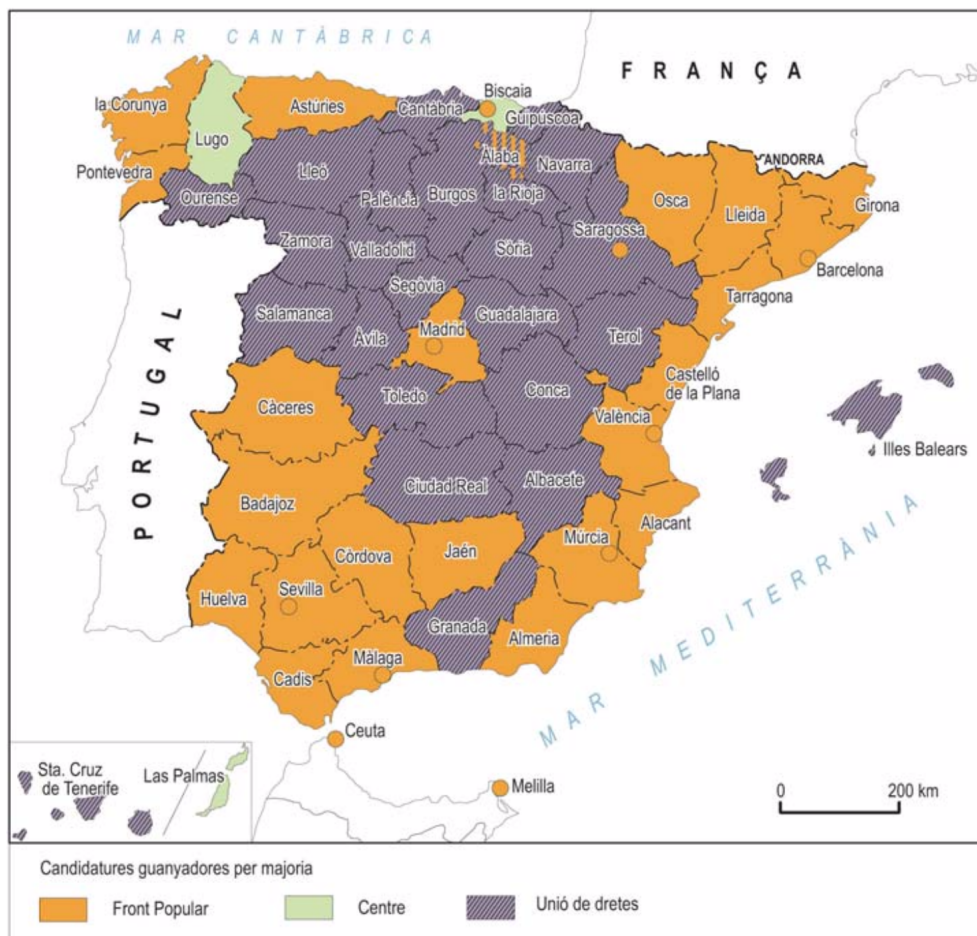 MAR CANTÀBRICA
FRANÇA
Biscaia
la Corunya
Astúries
Cantàbria
Guipúscoa
Lugo
Àlaba
Navarra
ANDORRA
Pontevedra
Lleó
Ourense
Palència
Burgos
la Rioja
Osca
Lleida
Girona
Zamora
Valladolid
Sòria
Saragossa
Barcelona
Segòvia
Tarragona
Salamanca
Àvila
Madrid
Guadalajara
Terol
PORTUGAL
Castelló
de la Plana
Càceres
Toledo
Conca
València
Illes Balears
Badajoz
Ciudad Real
Albacete
Alacant
Múrcia
Còrdova
Jaén
Huelva
Sevilla
Granada
Almeria
MAR MEDITERRÀNIA
Màlaga
Cadis
Ceuta
Melilla
Sta. Cruz
de Tenerife
Las Palmas
0 200 km
Candidatures guanyadores per majoria
Front Popular
Centre
Unió de dretes